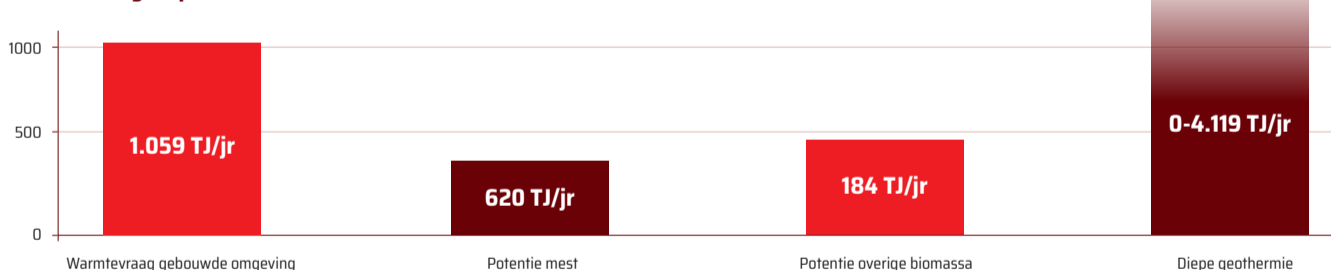 1000
500
0
1.059 TJ/jr
620 TJ/jr
184 TJ/jr
0-4.119 TJ/jr
Warmtevraag gebouwde omgeving
Potentie mest
Potentie overige biomassa
Diepe geothermie